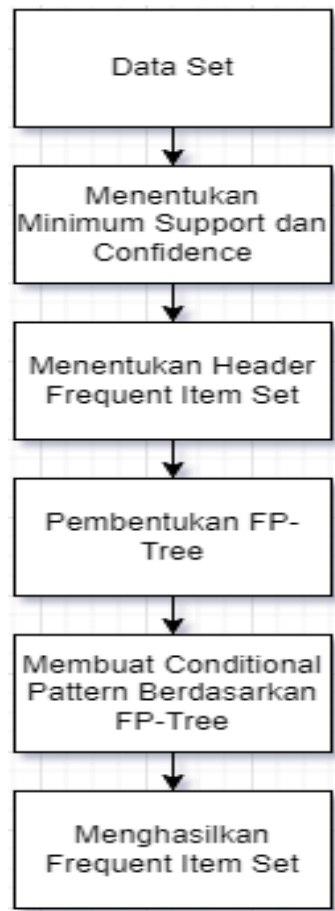 Data Set
Menentukan
Minimum Support dan
Confidence
Menentukan Header
Frequent Item Set
Pembentukan FP-
Tree
Membuat Conditional
Pattern Berdasarkan
FP-Tree
Menghasilkan
Frequent Item Set